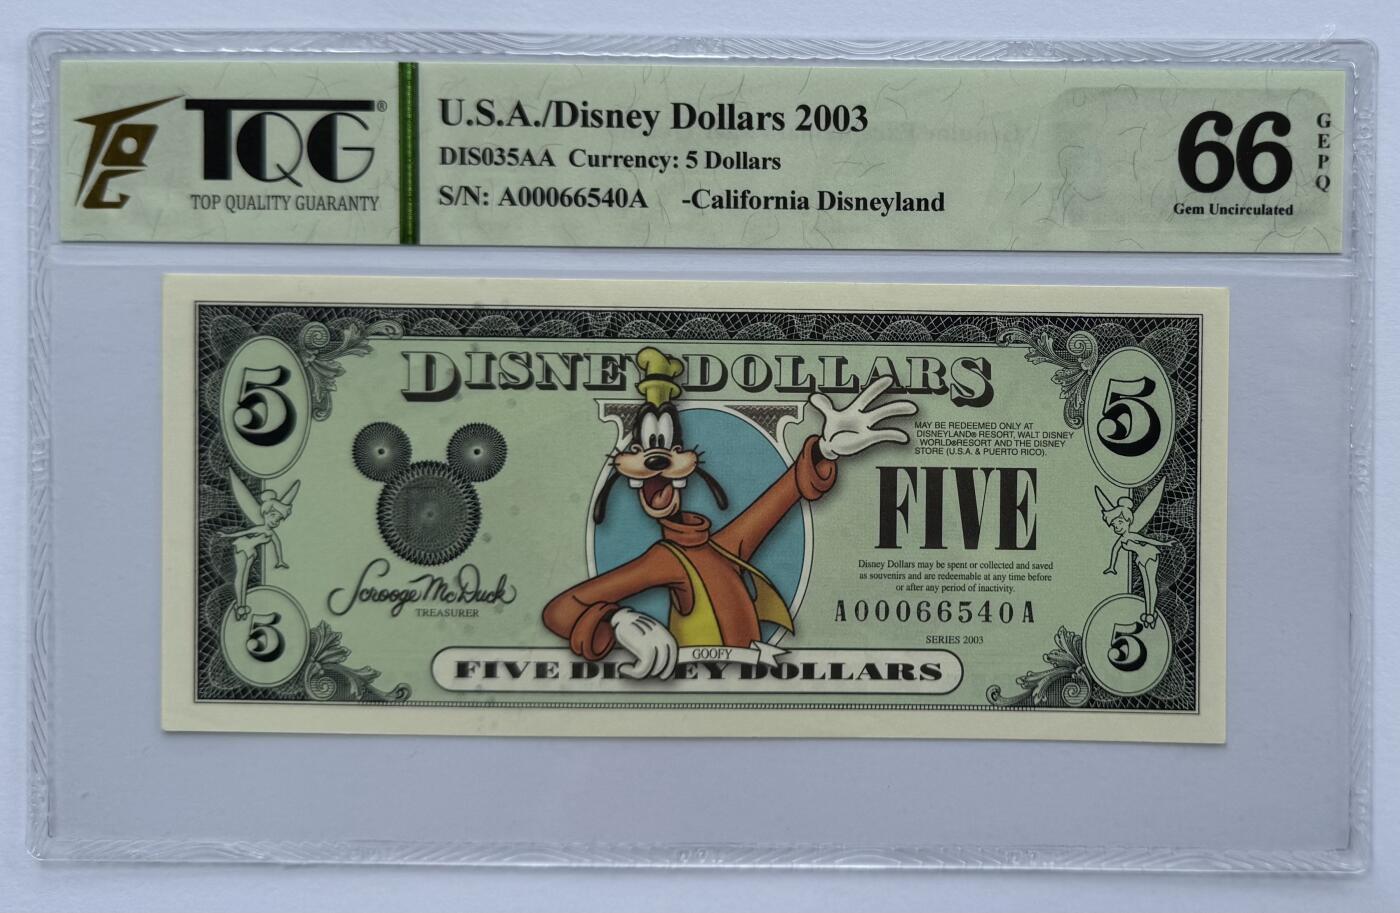 TQG®
TOP QUALITY GUARANTY
U.S.A./Disney Dollars 2003
DIS035AA Currency: 5 Dollars
S/N: A00066540A -California Disneyland
66
GEPQ
Gem Uncirculated
5
DISNEY DOLLARS
5
MAY BE REDEEMED ONLY AT
DISNEYLAND® RESORT, WALT DISNEY
WORLD®RESORT AND THE DISNEY
STORE (U.S.A. & PUERTO RICO).
FIVE
Disney Dollars may be spent or collected and saved
as souvenirs and are redeemable at any time before
or after any period of inactivity.
Scrooge McDuck
TREASURER
A00066540A
SERIES 2003
5
GOOFY
FIVE DISNEY DOLLARS
5